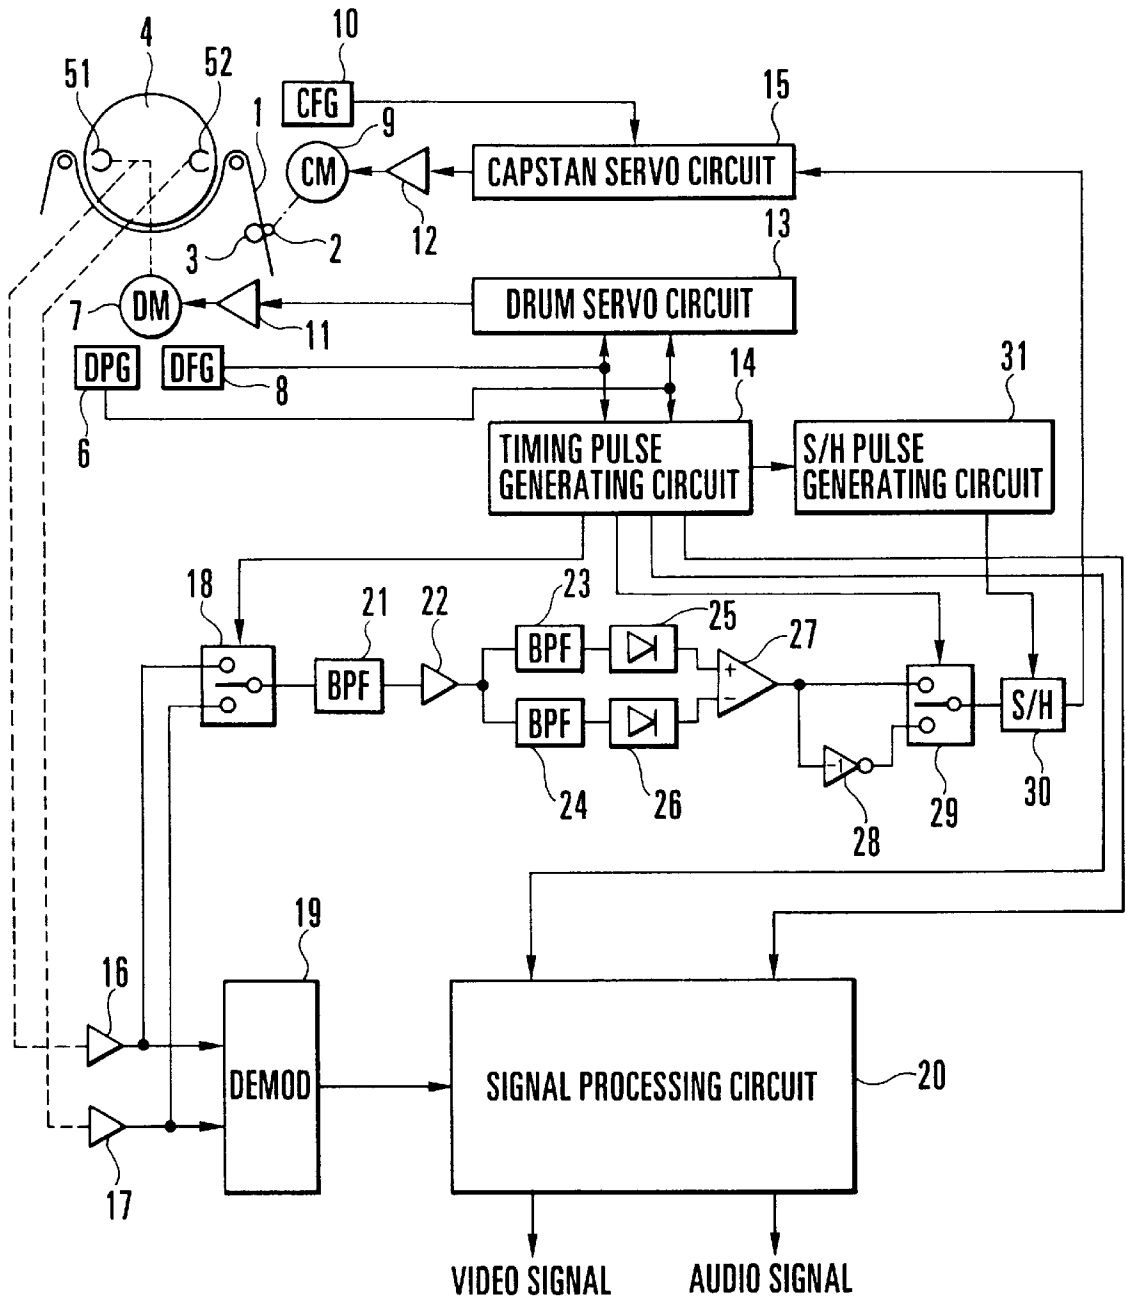 4
10
51
52
1
CFG
9
15
CM
CAPSTAN SERVO CIRCUIT
12
3
2
13
7
DM
11
DRUM SERVO CIRCUIT
DPG
DFG
6
8
14
31
TIMING PULSE
GENERATING CIRCUIT
S/H PULSE
GENERATING CIRCUIT
18
21
22
23
25
27
BPF
BPF
+
−
BPF
S/H
-1
24
26
28
29
30
16
19
17
DEMOD
SIGNAL PROCESSING CIRCUIT
20
VIDEO SIGNAL
AUDIO SIGNAL